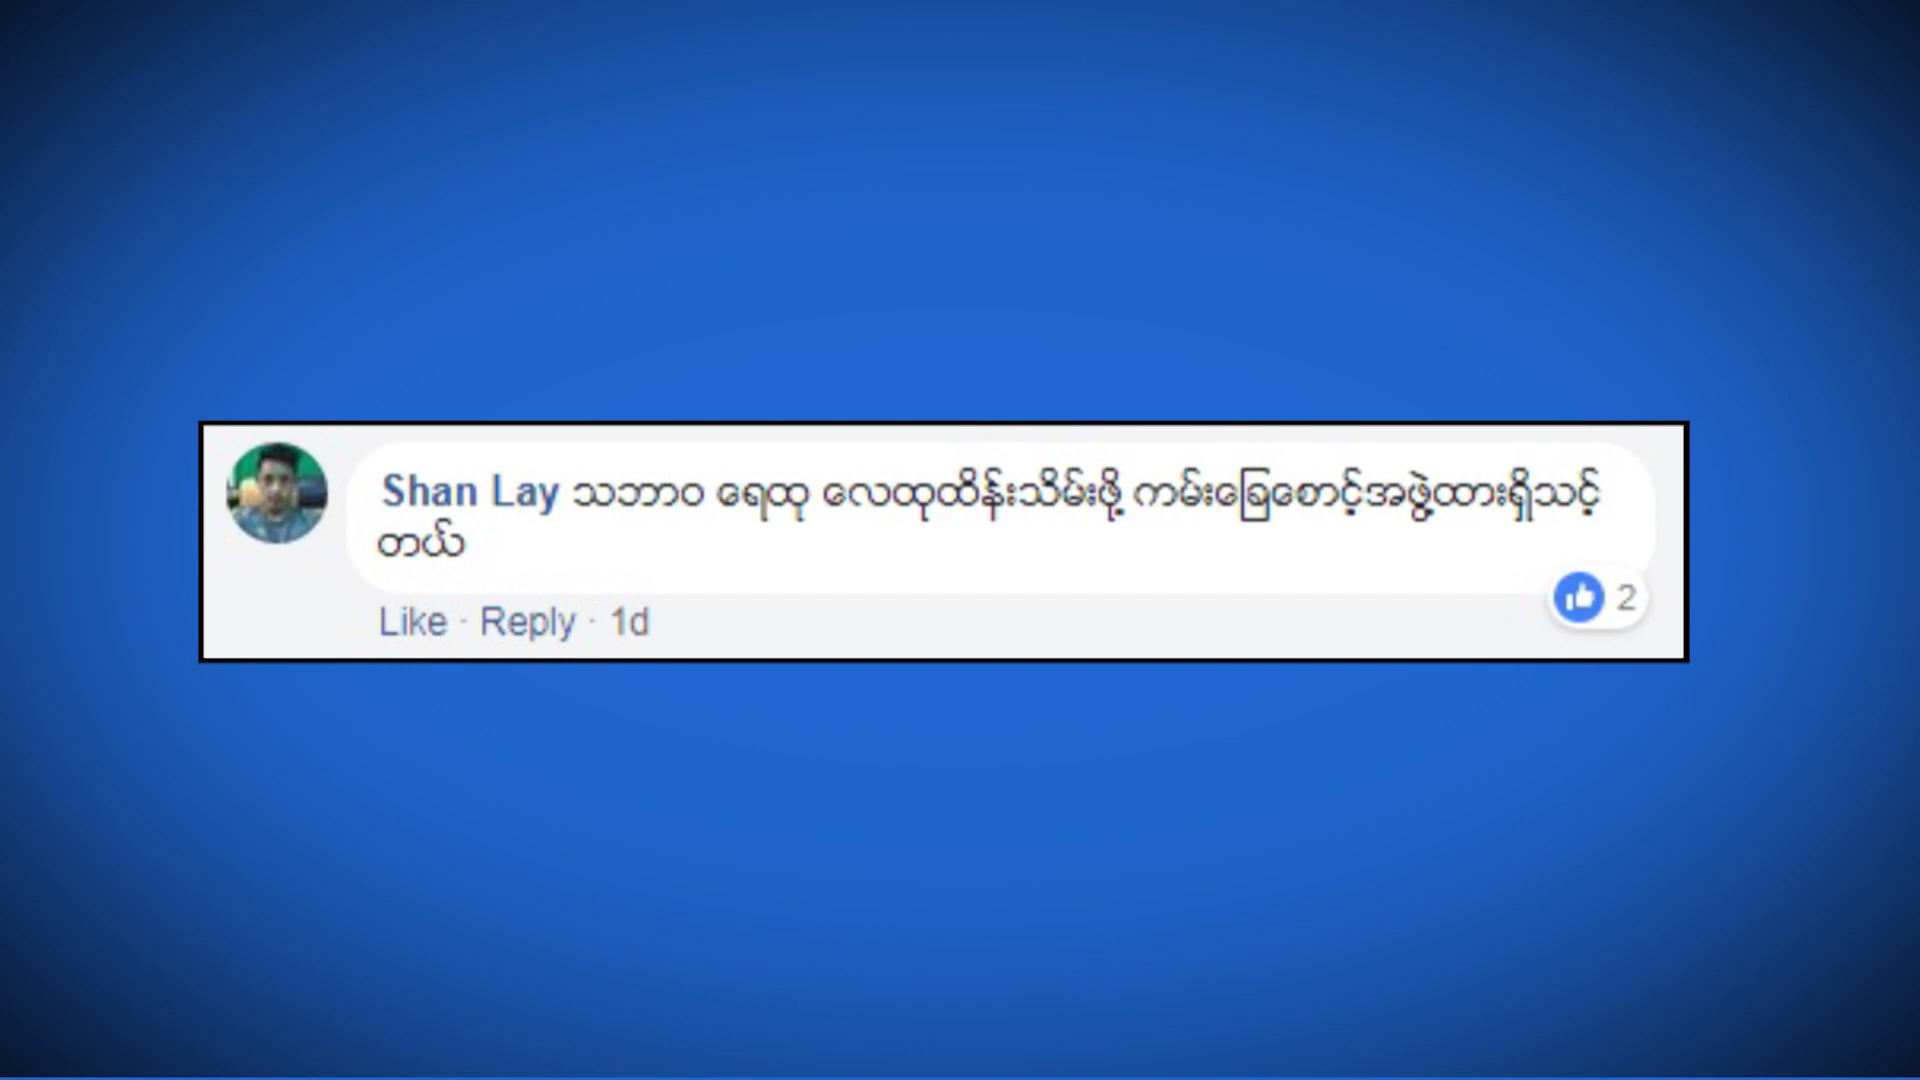 Shan Lay သဘာဝ ရေထု လေထုထိန်းသိမ်းဖို့ ကမ်းခြေစောင့်အဖွဲ့ထားရှိသင့်
တယ်
2
Like · Reply · 1d